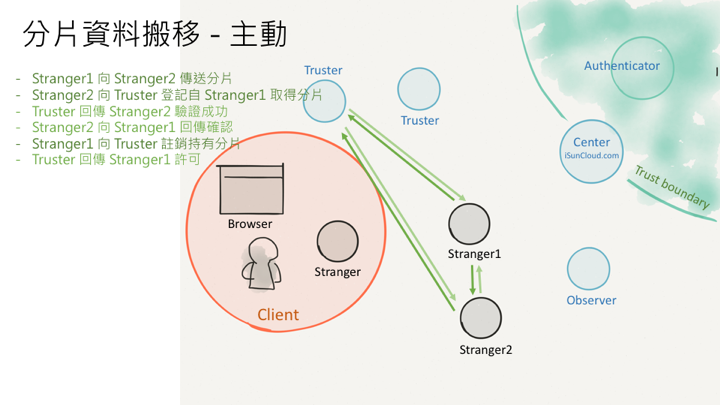 分片資料搬移 - 主動
- Stranger1 向 Stranger2 傳送分片
- Stranger2 向 Truster 登記自 Stranger1 取得分片
- Truster 回傳 Stranger2 驗證成功
- Stranger2 向 Stranger1 回傳確認
- Stranger1 向 Truster 註銷持有分片
- Truster 回傳 Stranger1 許可
Truster
Truster
Authenticator
Center
iSunCloud.com
Trust boundary
Browser
Stranger
Client
Stranger1
Stranger2
Observer